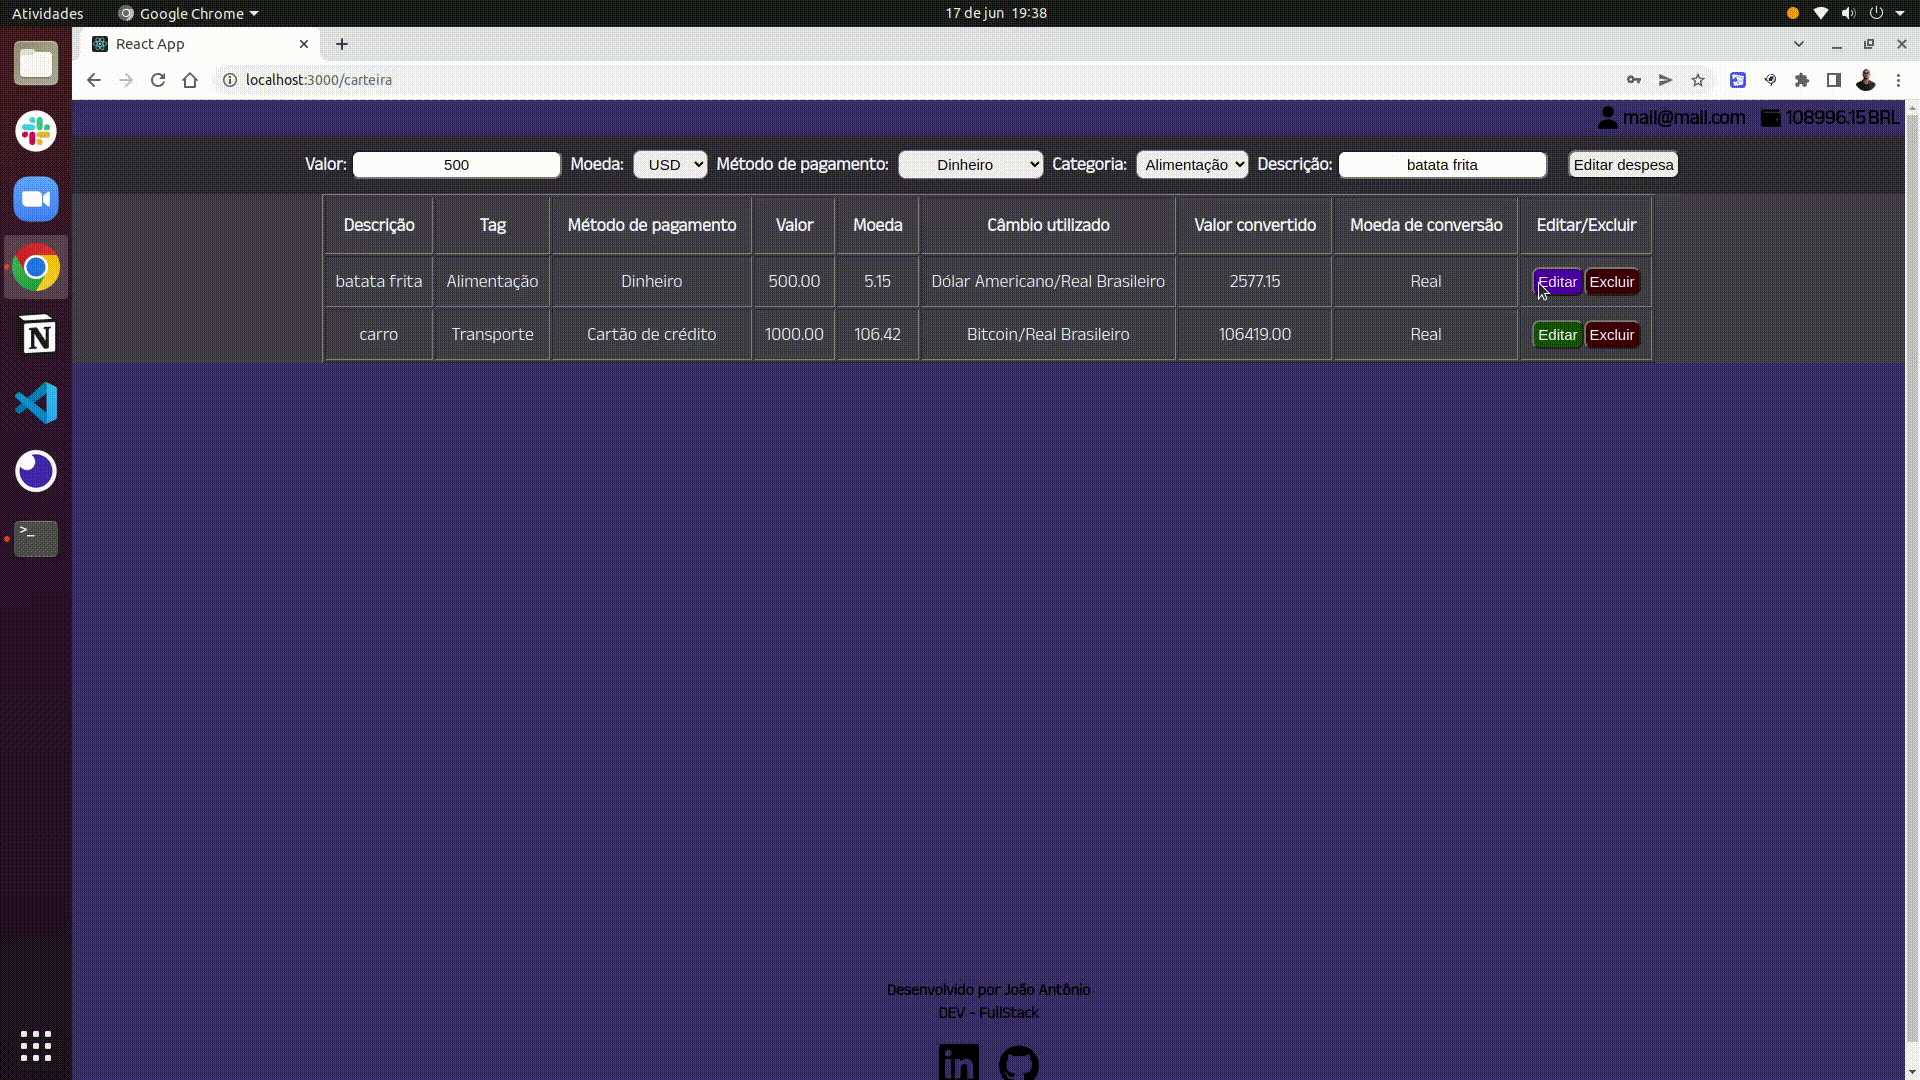 Atividades Google Chrome 17 de jun 19:38
React App
localhost:3000/carteira
mail@mail.com 108996.15 BRL
Valor: 500 Moeda: USD Método de pagamento: Dinheiro Categoria: Alimentação Descrição: batata frita Editar despesa
Descrição Tag Método de pagamento Valor Moeda Câmbio utilizado Valor convertido Moeda de conversão Editar/Excluir
batata frita Alimentação Dinheiro 500.00 5.15 Dólar Americano/Real Brasileiro 2577.15 Real Editar Excluir
carro Transporte Cartão de crédito 1000.00 106.42 Bitcoin/Real Brasileiro 106419.00 Real Editar Excluir
Desenvolvido por João Antônio
DEV - FullStack
in